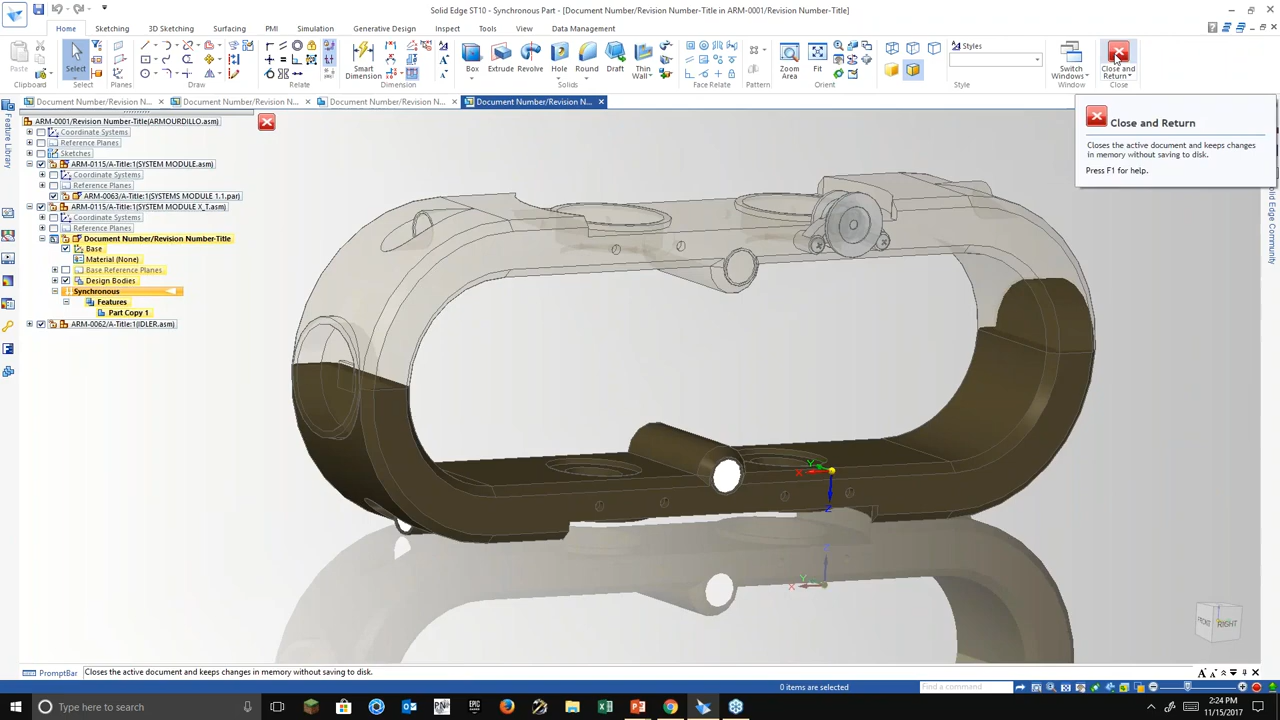 Solid Edge ST10 - Synchronous Part - [Document Number/Revision Number-Title in ARM-0001/Revision Number-Title]
Home Sketching 3D Sketching Surfacing PMI Simulation Generative Design Inspect Tools View Data Management
Paste
Clipboard
Select
Select
Planes
Draw
Relate
Smart Dimension
Dimension
Box
Extrude
Revolve
Hole
Round
Draft
Thin Wall
Solids
Face Relate
Pattern
Zoom Area
Fit
Orient
Styles
Style
Switch Windows
Window
Close and Return
Close
Document Number/Revision N...
Document Number/Revision N...
Document Number/Revision N...
Document Number/Revision N...
Feature Library
ARM-0001/Revision Number-Title(ARMOURDILLO.asm)
Coordinate Systems
Reference Planes
Sketches
ARM-0115/A-Title:1(SYSTEM MODULE.asm)
Coordinate Systems
Reference Planes
ARM-0063/A-Title:1(SYSTEMS MODULE 1.1.par)
ARM-0115/A-Title:1(SYSTEM MODULE X_T.asm)
Coordinate Systems
Reference Planes
Document Number/Revision Number-Title
Base
Material (None)
Base Reference Planes
Design Bodies
Synchronous
Features
Part Copy 1
ARM-0062/A-Title:1(IDLER.asm)
Close and Return
Closes the active document and keeps changes
in memory without saving to disk.
Press F1 for help.
Solid Edge Community
Y
X
Z
Y
X
RIGHT
PromptBar
Closes the active document and keeps changes in memory without saving to disk.
0 items are selected
Find a command
Type here to search
2:24 PM
11/15/2017